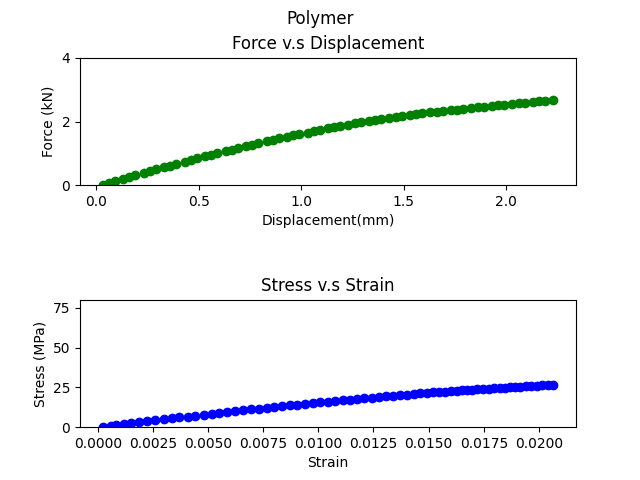 Polymer
Force v.s Displacement
4
2
0
Force (kN)
0.0 0.5 1.0 1.5 2.0
Displacement(mm)
Stress v.s Strain
75
50
25
0
Stress (MPa)
0.0000 0.0025 0.0050 0.0075 0.0100 0.0125 0.0150 0.0175 0.0200
Strain